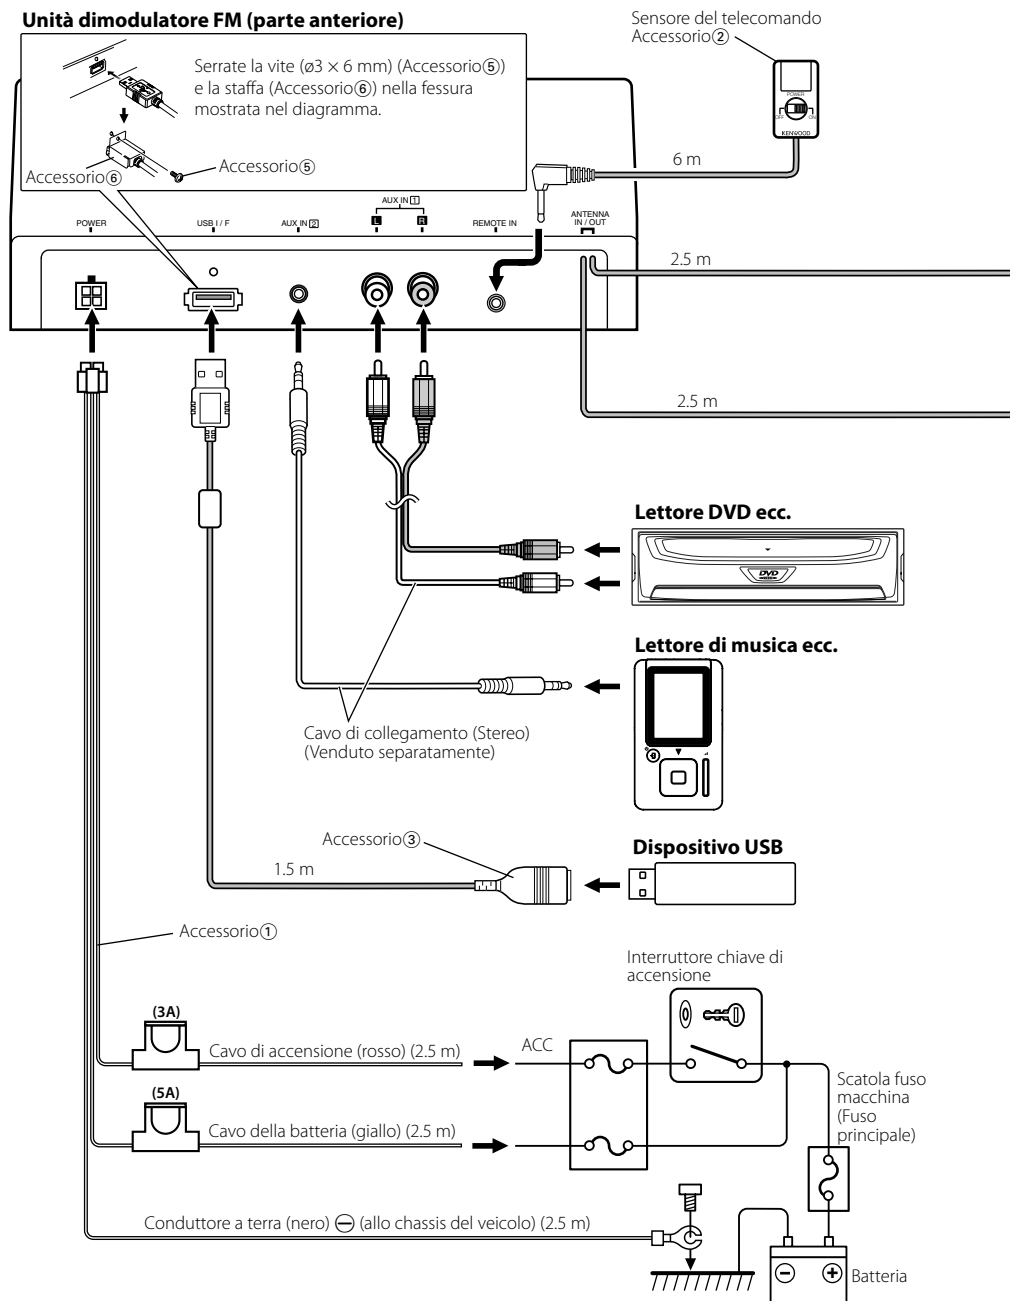 Unità dimodulatore FM (parte anteriore)
Serrate la vite (ø3 × 6 mm) (Accessorio⑤)
e la staffa (Accessorio⑥) nella fessura
mostrata nel diagramma.
Accessorio⑤
Accessorio⑥
Sensore del telecomando
Accessorio②
POWER
OFF
ON
KENWOOD
6 m
POWER
USB I / F
AUX IN 2
AUX IN 1
L
R
REMOTE IN
ANTENNA
IN / OUT
2.5 m
2.5 m
Lettore DVD ecc.
DVD
Lettore di musica ecc.
Cavo di collegamento (Stereo)
(Venduto separatamente)
Accessorio③
1.5 m
Dispositivo USB
Accessorio①
Interruttore chiave di
accensione
(3A)
Cavo di accensione (rosso) (2.5 m)
ACC
(5A)
Cavo della batteria (giallo) (2.5 m)
Scatola fuso
macchina
(Fuso
principale)
Conduttore a terra (nero) ⊖ (allo chassis del veicolo) (2.5 m)
⊖ ⊕ Batteria